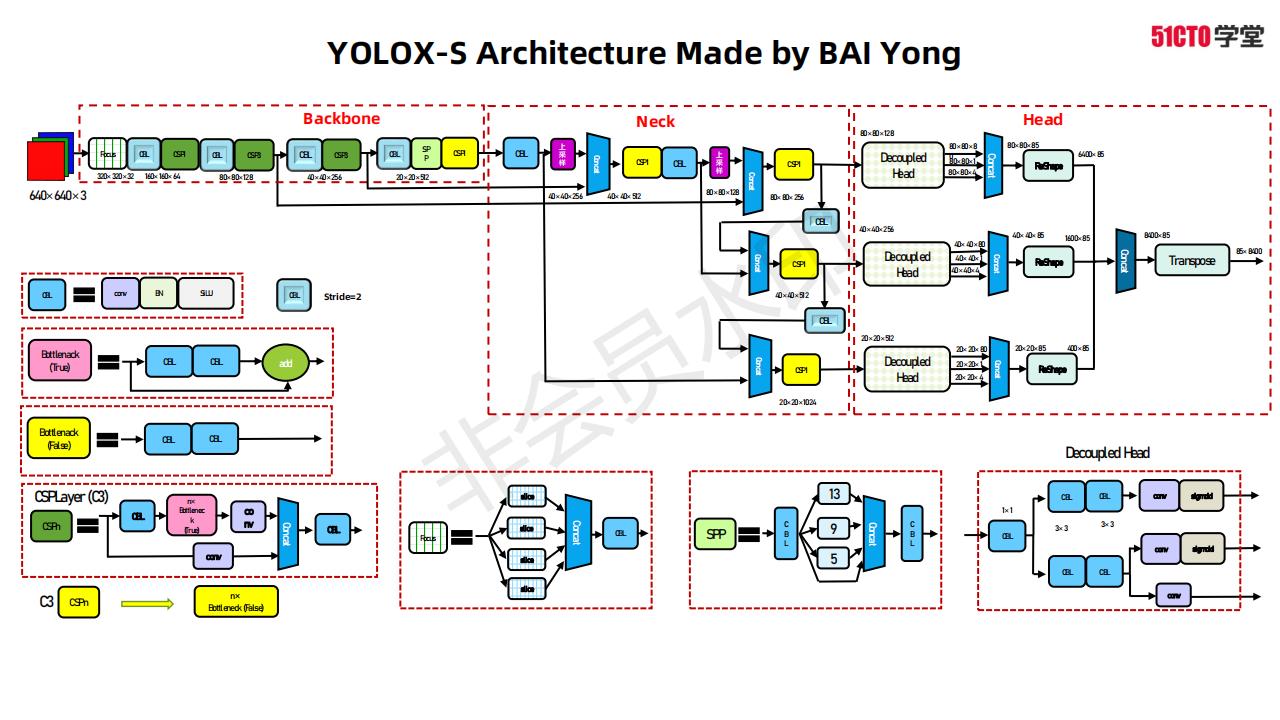 YOLOX-S Architecture Made by BAI Yong
51CTO学堂
Backbone
Neck
Head
640×640×3
Focus
CBL
CSP1
CBL
CSP3
CBL
CSP3
CBL
SP
P
CSP1
320×320×32
160×160×64
80×80×128
40×40×256
20×20×512
CBL
上采样
Concat
CSP1
CBL
上采样
Concat
CSP1
40×40×256
40×40×512
80×80×128
80×80×256
CBL
Concat
CSP1
40×40×512
CBL
Concat
CSP1
20×20×1024
80×80×128
Decoupled
Head
80×80×8
80×80×1
80×80×4
Concat
80×80×85
ReShape
6400×85
40×40×256
Decoupled
Head
40×40×80
40×40×1
40×40×4
Concat
40×40×85
ReShape
1600×85
20×20×512
Decoupled
Head
20×20×80
20×20×1
20×20×4
Concat
20×20×85
ReShape
400×85
Concat
8400×85
Transpose
85×8400
CBL
conv
BN
SiLU
CBL
Stride=2
Bottlenack
(True)
CBL
CBL
add
Bottlenack
(False)
CBL
CBL
CSPLayer (C3)
CSPn
CBL
n×
Bottlenec
k
(True)
co
nv
conv
Concat
CBL
C3
CSPn
n×
Bottleneck (False)
Focus
slice
slice
slice
slice
Concat
CBL
SPP
CBL
13
9
5
Concat
CBL
Decoupled Head
1×1
CBL
CBL
CBL
conv
sigmoid
3×3
3×3
CBL
CBL
conv
sigmoid
conv
非会员水印